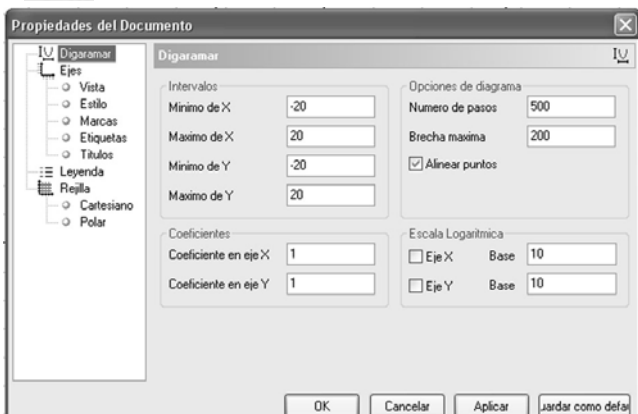 Propiedades del Documento
Digaramar
Ejes
Vista
Estilo
Marcas
Etiquetas
Titulos
Leyenda
Rejilla
Cartesiano
Polar
Digaramar
Intervalos
Minimo de X -20
Maximo de X 20
Minimo de Y -20
Maximo de Y 20
Opciones de diagrama
Numero de pasos 500
Brecha maxima 200
Alinear puntos
Coeficientes
Coeficiente en eje X 1
Coeficiente en eje Y 1
Escala Logaritmica
Eje X Base 10
Eje Y Base 10
OK Cancelar Aplicar uardar como defau